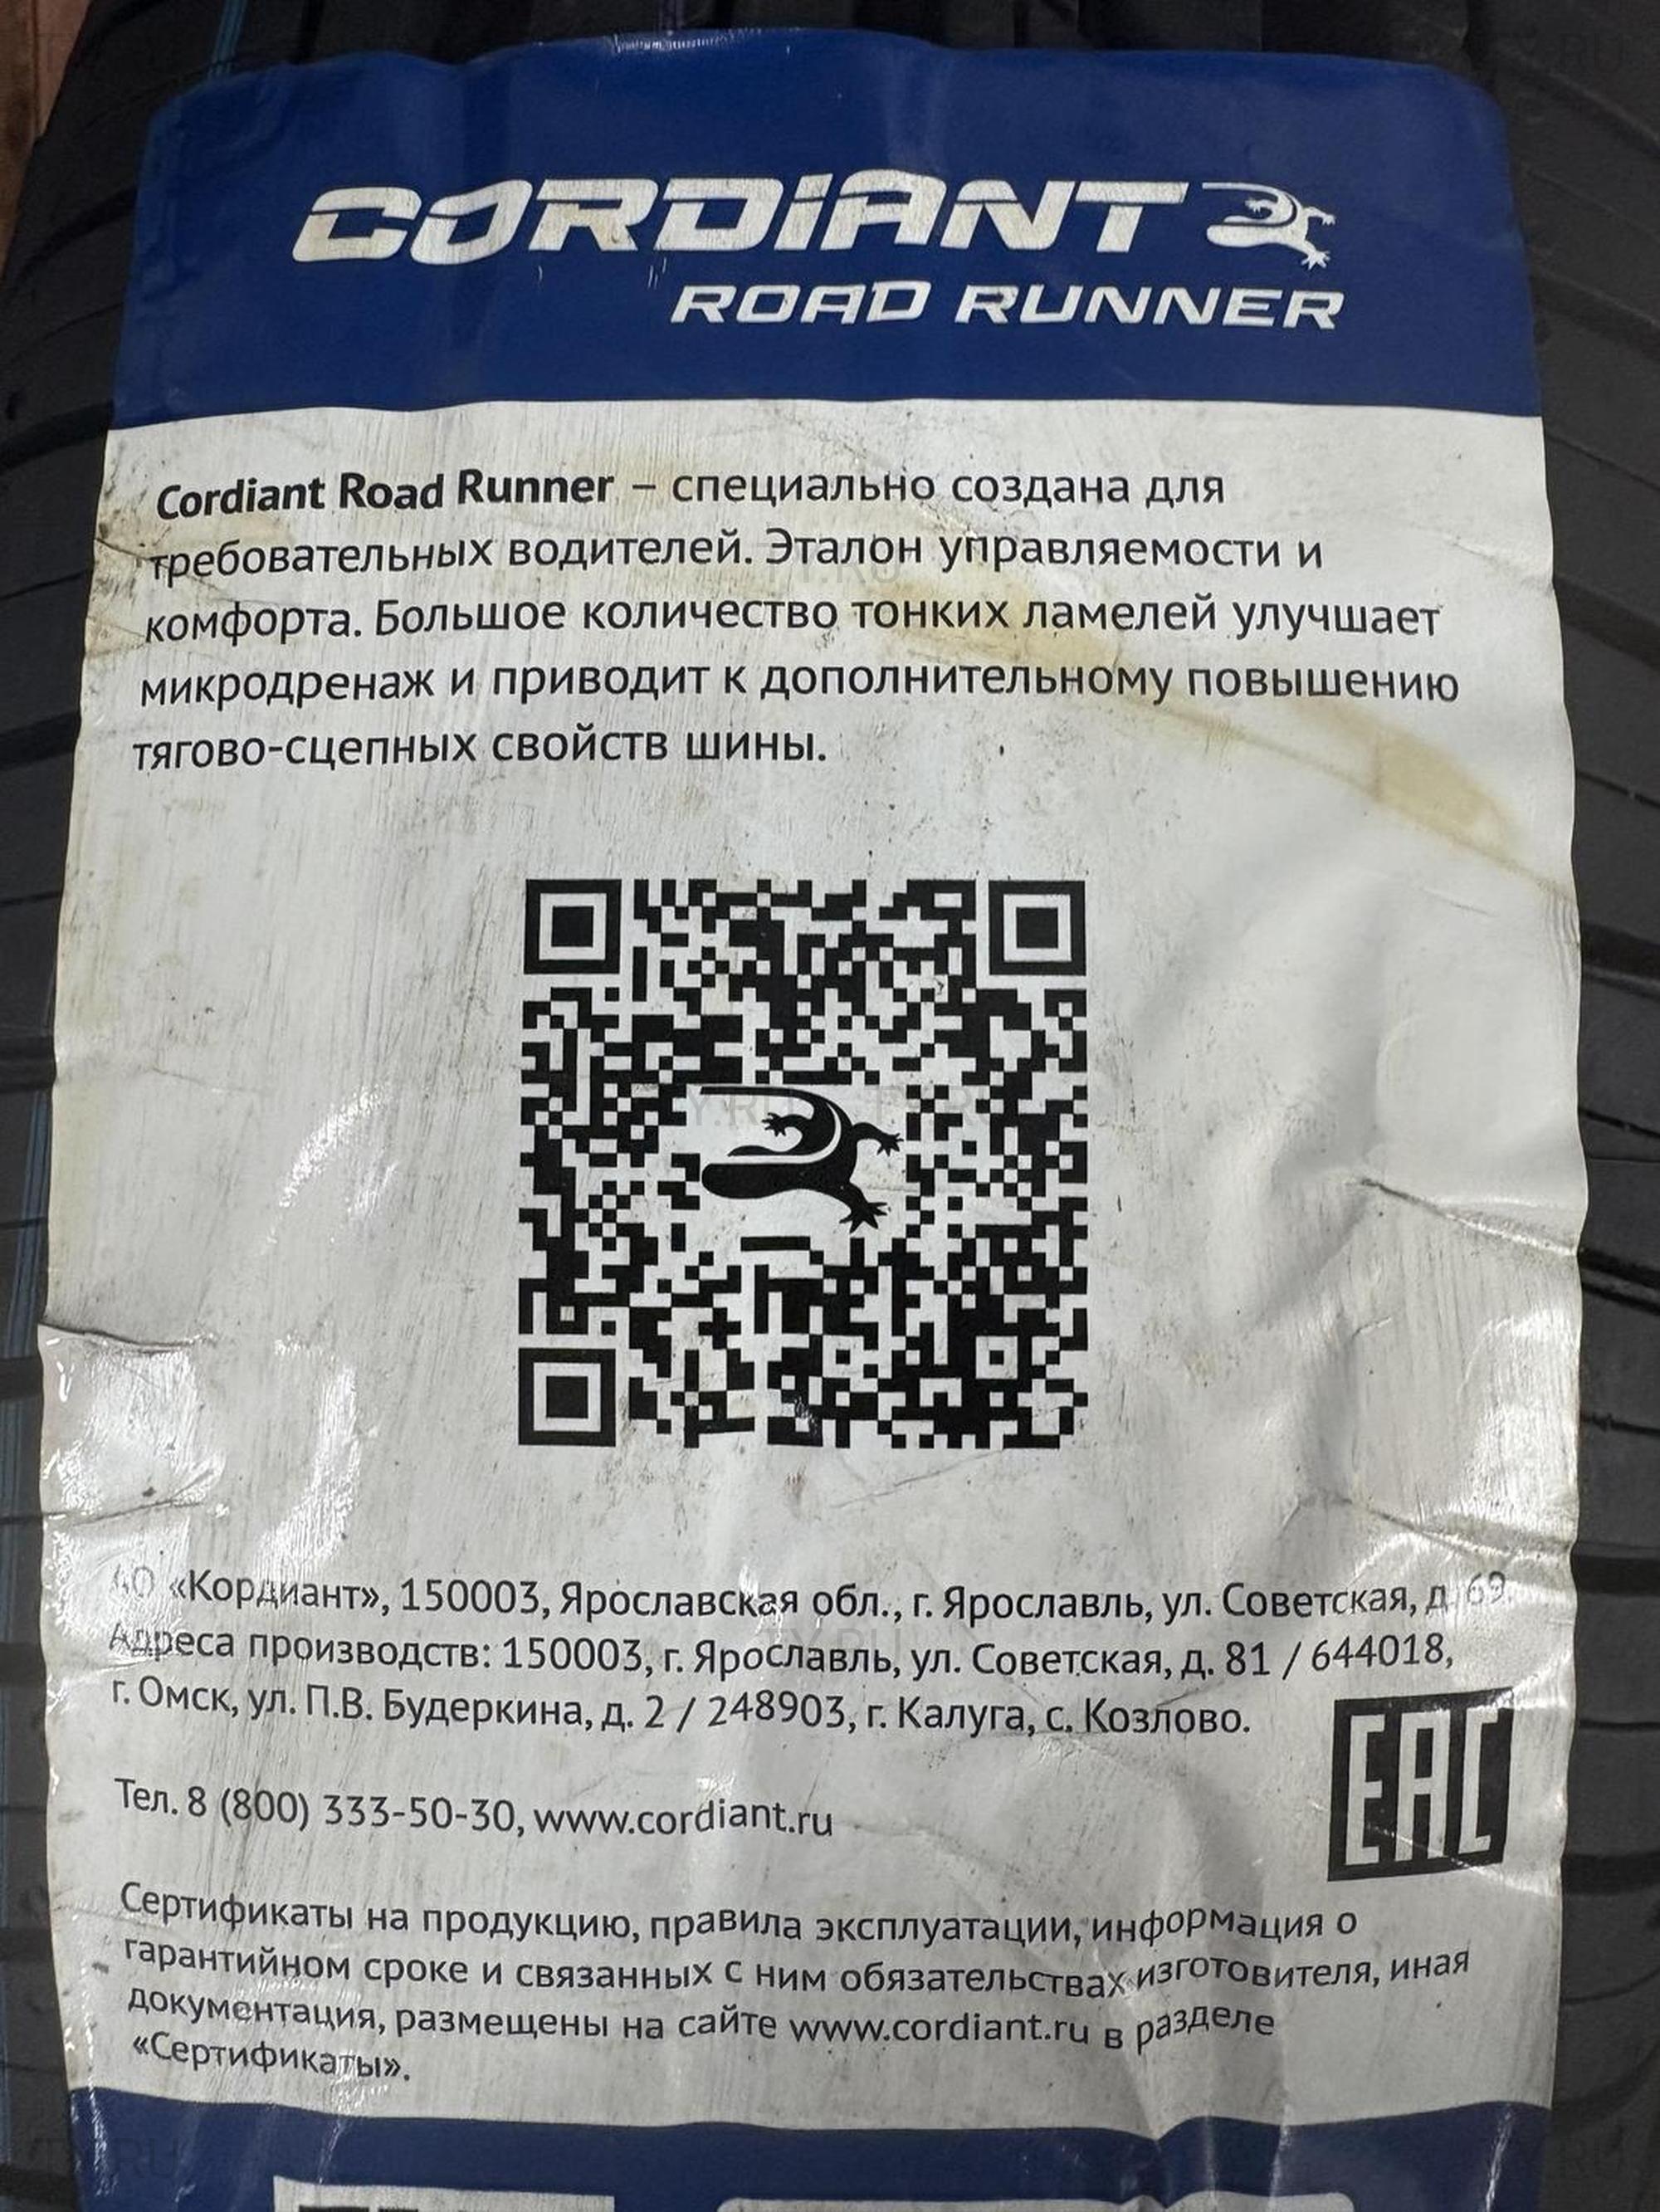 CORDIANT
ROAD RUNNER
Cordiant Road Runner – специально создана для
требовательных водителей. Эталон управляемости и
комфорта. Большое количество тонких ламелей улучшает
микродренаж и приводит к дополнительному повышению
тягово-сцепных свойств шины.
АО «Кордиант», 150003, Ярославская обл., г. Ярославль, ул. Советская, д. 69.
Адреса производств: 150003, г. Ярославль, ул. Советская, д. 81 / 644018,
г. Омск, ул. П.В. Будеркина, д. 2 / 248903, г. Калуга, с. Козлово.
EAC
Тел. 8 (800) 333-50-30, www.cordiant.ru
Сертификаты на продукцию, правила эксплуатации, информация о
гарантийном сроке и связанных с ним обязательствах изготовителя, иная
документация, размещены на сайте www.cordiant.ru в разделе
«Сертификаты».